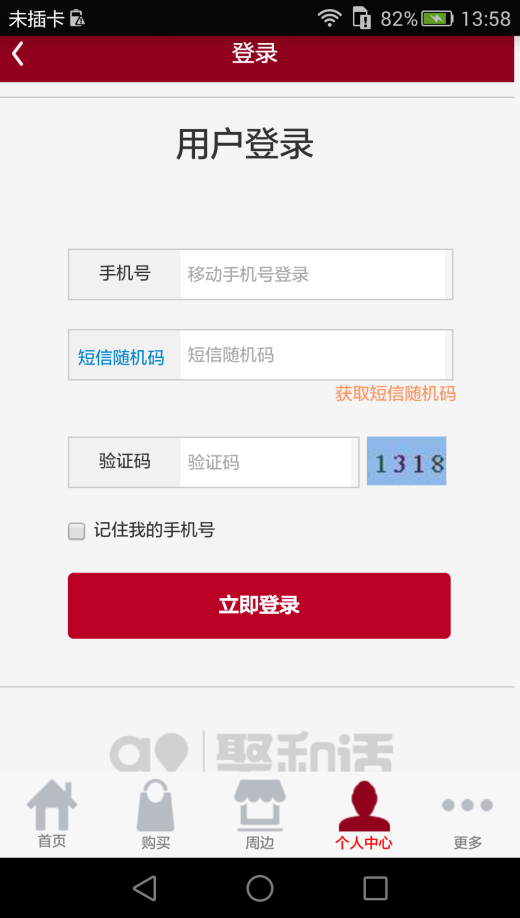 未插卡 82% 13:58
登录
用户登录
手机号 移动手机号登录
短信随机码 短信随机码
获取短信随机码
验证码 验证码 1318
记住我的手机号
立即登录
首页 购买 周边 个人中心 更多